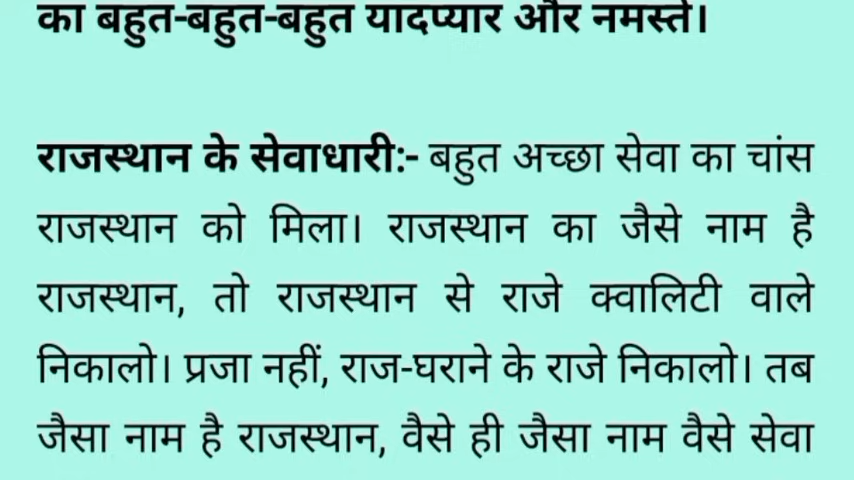 का बहुत-बहुत-बहुत यादप्यार और नमस्ते।
राजस्थान के सेवाधारी:- बहुत अच्छा सेवा का चांस
राजस्थान को मिला। राजस्थान का जैसे नाम है
राजस्थान, तो राजस्थान से राजे क्वालिटी वाले
निकालो। प्रजा नहीं, राज-घराने के राजे निकालो। तब
जैसा नाम है राजस्थान, वैसे ही जैसा नाम वैसे सेवा